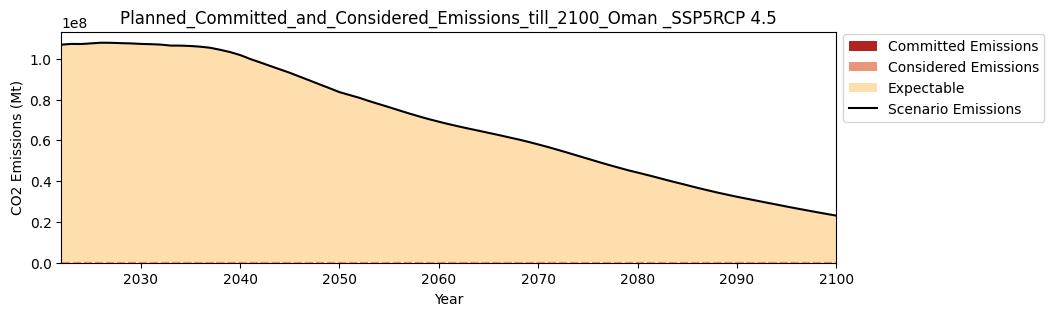 Planned_Committed_and_Considered_Emissions_till_2100_Oman _SSP5RCP 4.5
1e8
1.0
0.8
0.6
0.4
0.2
0.0
CO2 Emissions (Mt)
2030 2040 2050 2060 2070 2080 2090 2100
Year
Committed Emissions
Considered Emissions
Expectable
Scenario Emissions